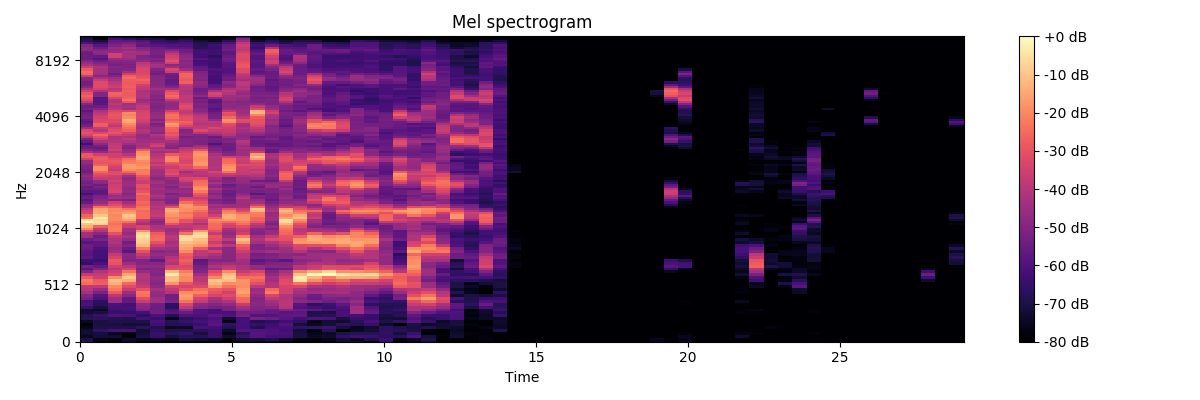 Mel spectrogram
8192
4096
2048
1024
512
0
Hz
0 5 10 15 20 25
Time
+0 dB
-10 dB
-20 dB
-30 dB
-40 dB
-50 dB
-60 dB
-70 dB
-80 dB